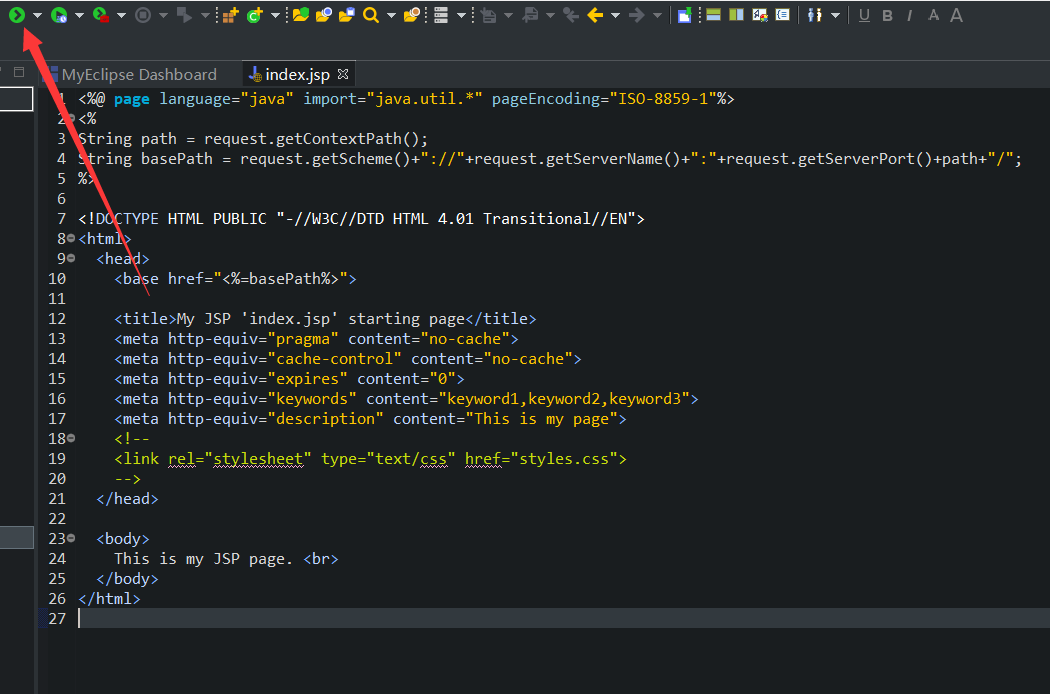 U B I A A
MyEclipse Dashboard index.jsp
1 <%@ page language="java" import="java.util.*" pageEncoding="ISO-8859-1"%>
2 <%
3 String path = request.getContextPath();
4 String basePath = request.getScheme()+"://"+request.getServerName()+":"+request.getServerPort()+path+"/";
5 %>
6
7 <!DOCTYPE HTML PUBLIC "-//W3C//DTD HTML 4.01 Transitional//EN">
8 <html>
9 <head>
10 <base href="<%=basePath%>">
11
12 <title>My JSP 'index.jsp' starting page</title>
13 <meta http-equiv="pragma" content="no-cache">
14 <meta http-equiv="cache-control" content="no-cache">
15 <meta http-equiv="expires" content="0">
16 <meta http-equiv="keywords" content="keyword1,keyword2,keyword3">
17 <meta http-equiv="description" content="This is my page">
18 <!--
19 <link rel="stylesheet" type="text/css" href="styles.css">
20 -->
21 </head>
22
23 <body>
24 This is my JSP page. <br>
25 </body>
26 </html>
27